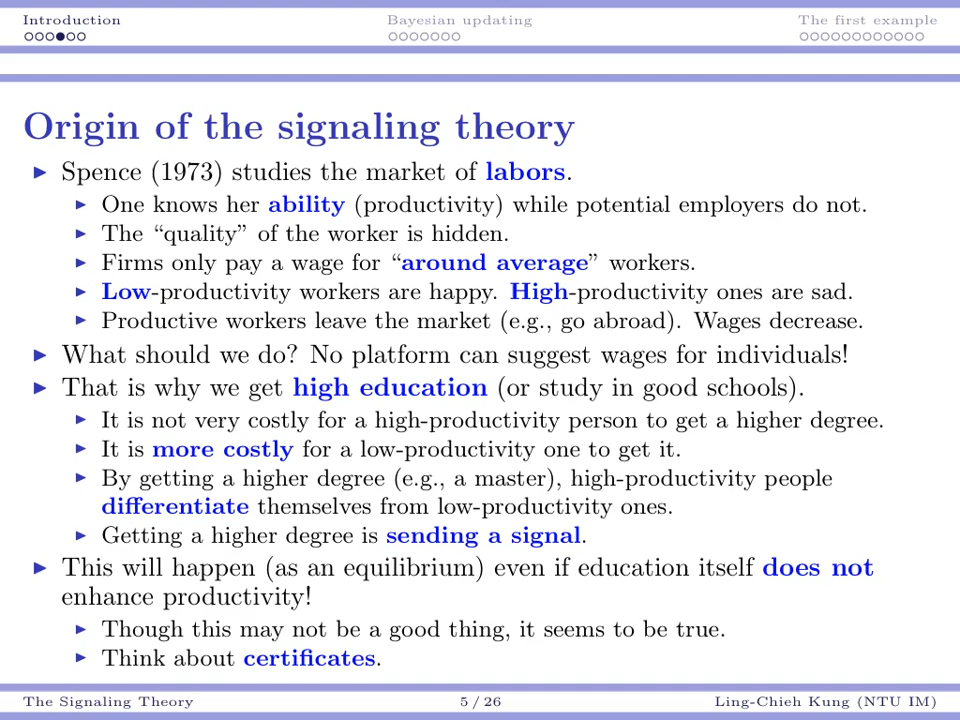 Introduction
Bayesian updating
The first example
Origin of the signaling theory
Spence (1973) studies the market of labors.
One knows her ability (productivity) while potential employers do not.
The “quality” of the worker is hidden.
Firms only pay a wage for “around average” workers.
Low-productivity workers are happy. High-productivity ones are sad.
Productive workers leave the market (e.g., go abroad). Wages decrease.
What should we do? No platform can suggest wages for individuals!
That is why we get high education (or study in good schools).
It is not very costly for a high-productivity person to get a higher degree.
It is more costly for a low-productivity one to get it.
By getting a higher degree (e.g., a master), high-productivity people
differentiate themselves from low-productivity ones.
Getting a higher degree is sending a signal.
This will happen (as an equilibrium) even if education itself does not
enhance productivity!
Though this may not be a good thing, it seems to be true.
Think about certificates.
The Signaling Theory
5 / 26
Ling-Chieh Kung (NTU IM)